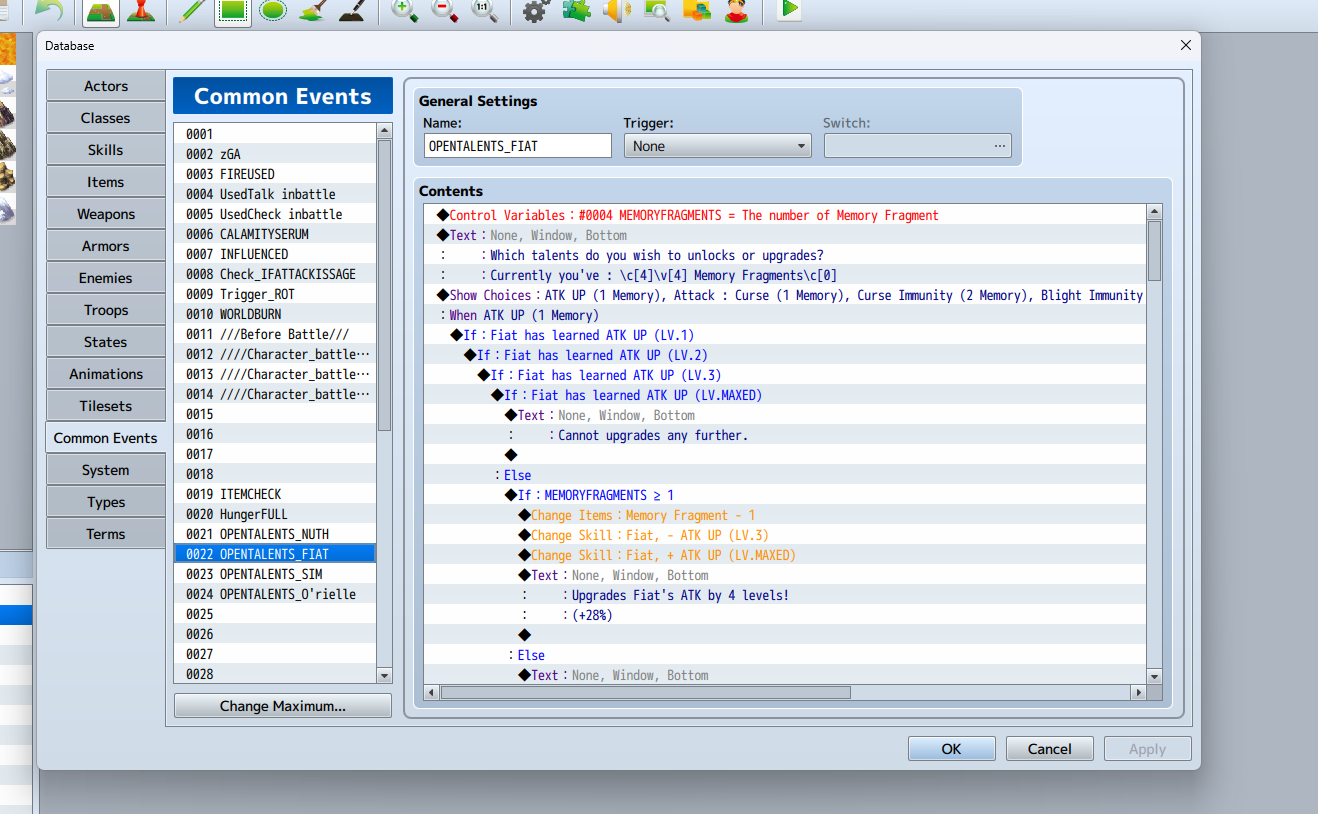 1:1
Database
Actors
Classes
Skills
Items
Weapons
Armors
Enemies
Troops
States
Animations
Tilesets
Common Events
System
Types
Terms
Common Events
0001
0002 zGA
0003 FIREUSED
0004 UsedTalk inbattle
0005 UsedCheck inbattle
0006 CALAMITYSERUM
0007 INFLUENCED
0008 Check_IFATTACKISSAGE
0009 Trigger_ROT
0010 WORLDBURN
0011 ///Before Battle///
0012 ////Character_battle…
0013 ////Character_battle…
0014 ////Character_battle…
0015
0016
0017
0018
0019 ITEMCHECK
0020 HungerFULL
0021 OPENTALENTS_NUTH
0022 OPENTALENTS_FIAT
0023 OPENTALENTS_SIM
0024 OPENTALENTS_O'rielle
0025
0026
0027
0028
Change Maximum...
General Settings
Name: Trigger: Switch:
OPENTALENTS_FIAT None ...
Contents
◆Control Variables : #0004 MEMORYFRAGMENTS = The number of Memory Fragment
◆Text : None, Window, Bottom
: : Which talents do you wish to unlocks or upgrades?
: : Currently you've : \c[4]\v[4] Memory Fragments\c[0]
◆Show Choices : ATK UP (1 Memory), Attack : Curse (1 Memory), Curse Immunity (2 Memory), Blight Immunity
: When ATK UP (1 Memory)
◆If : Fiat has learned ATK UP (LV.1)
◆If : Fiat has learned ATK UP (LV.2)
◆If : Fiat has learned ATK UP (LV.3)
◆If : Fiat has learned ATK UP (LV.MAXED)
◆Text : None, Window, Bottom
: : Cannot upgrades any further.
◆
: Else
◆If : MEMORYFRAGMENTS ≥ 1
◆Change Items : Memory Fragment - 1
◆Change Skill : Fiat, - ATK UP (LV.3)
◆Change Skill : Fiat, + ATK UP (LV.MAXED)
◆Text : None, Window, Bottom
: : Upgrades Fiat's ATK by 4 levels!
: : (+28%)
◆
: Else
◆Text : None, Window, Bottom
OK Cancel Apply